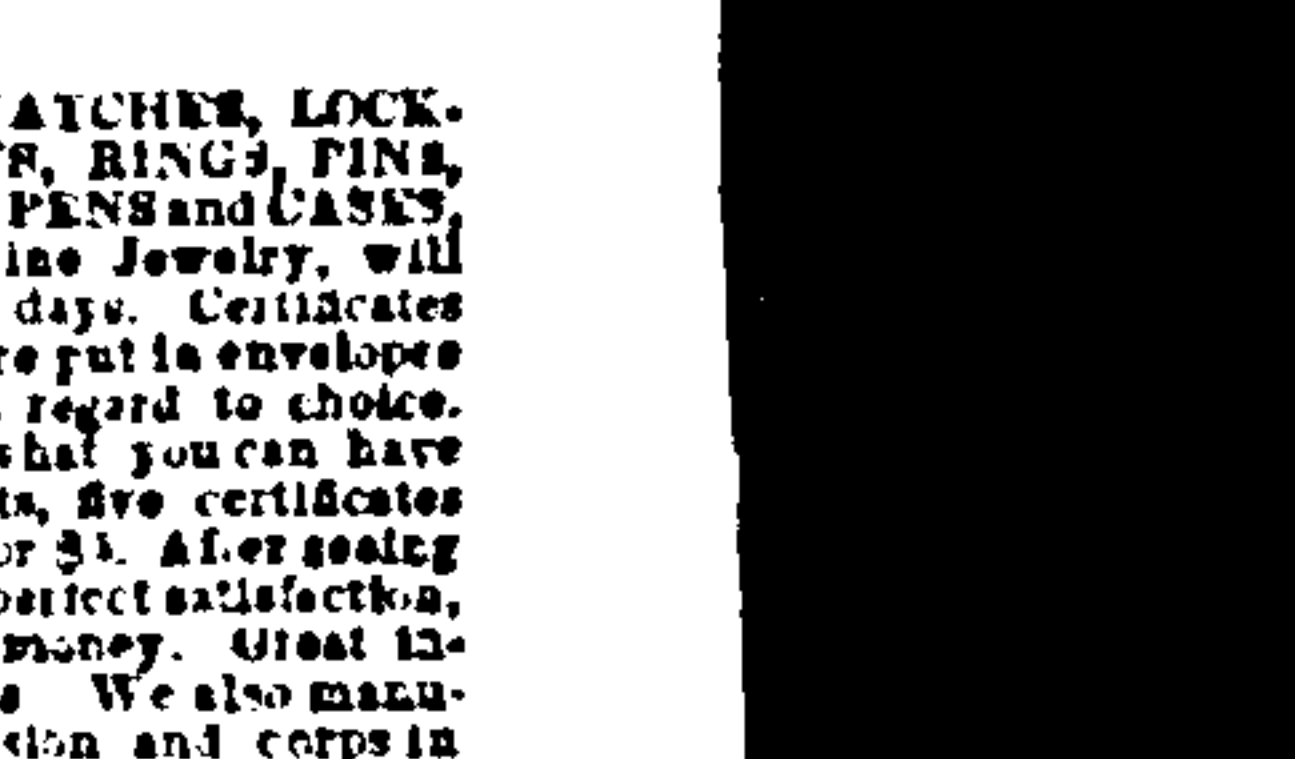 ATCHES, LOCK-
S, RINGS, PINS,
PENS and CASES,
ine Jewelry, will
days. Certificates
re put in envelopes
regard to choice.
what you can have
ts, five certificates
or $1. After seeing
perfect satisfaction,
money. Great in-
s We also manu-
sion and corps in